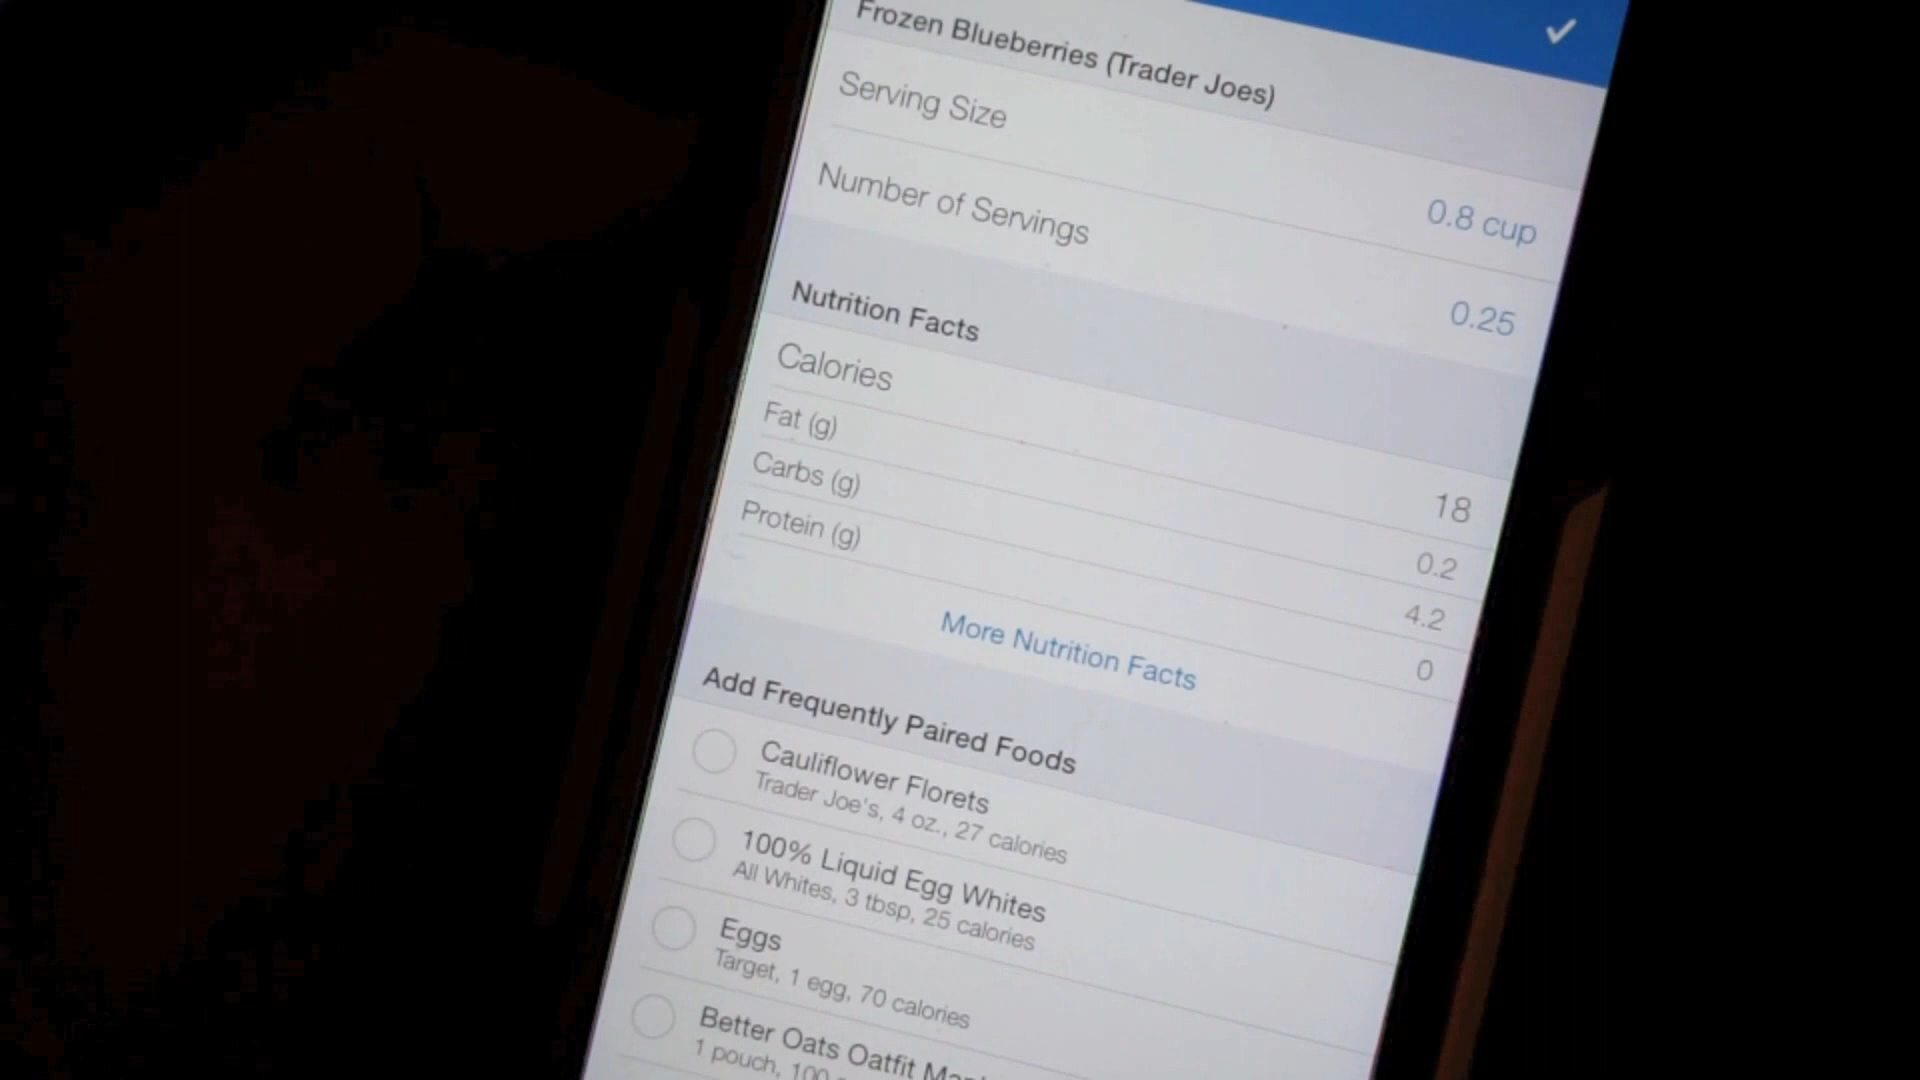 Frozen Blueberries (Trader Joes)
Serving Size
0.8 cup
Number of Servings
0.25
Nutrition Facts
Calories
18
Fat (g)
0.2
Carbs (g)
4.2
Protein (g)
0
More Nutrition Facts
Add Frequently Paired Foods
Cauliflower Florets
Trader Joe's, 4 oz., 27 calories
100% Liquid Egg Whites
All Whites, 3 tbsp, 25 calories
Eggs
Target, 1 egg, 70 calories
Better Oats Oatfit
1 pouch, 100